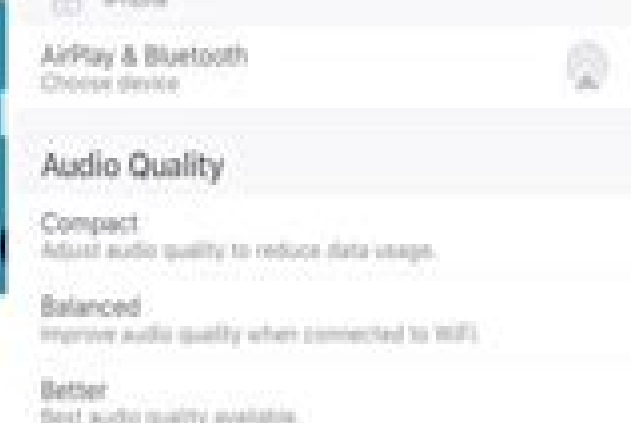 iPhone
AirPlay & Bluetooth
Choose device
Audio Quality
Compact
Adjust audio quality to reduce data usage.
Balanced
Improve audio quality when connected to WiFi.
Better
Best audio quality available.